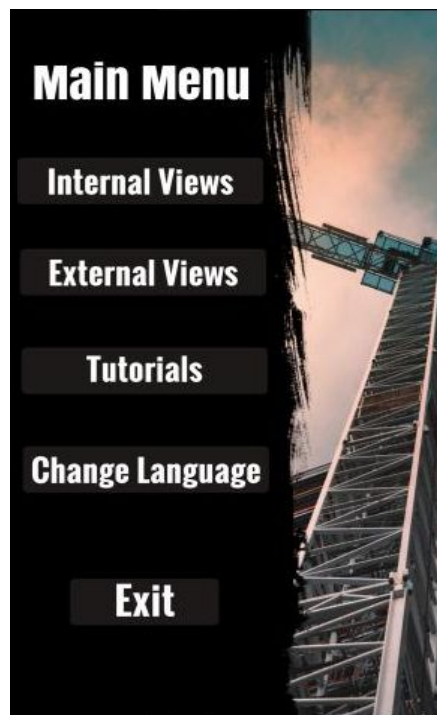 Main Menu
Internal Views
External Views
Tutorials
Change Language
Exit